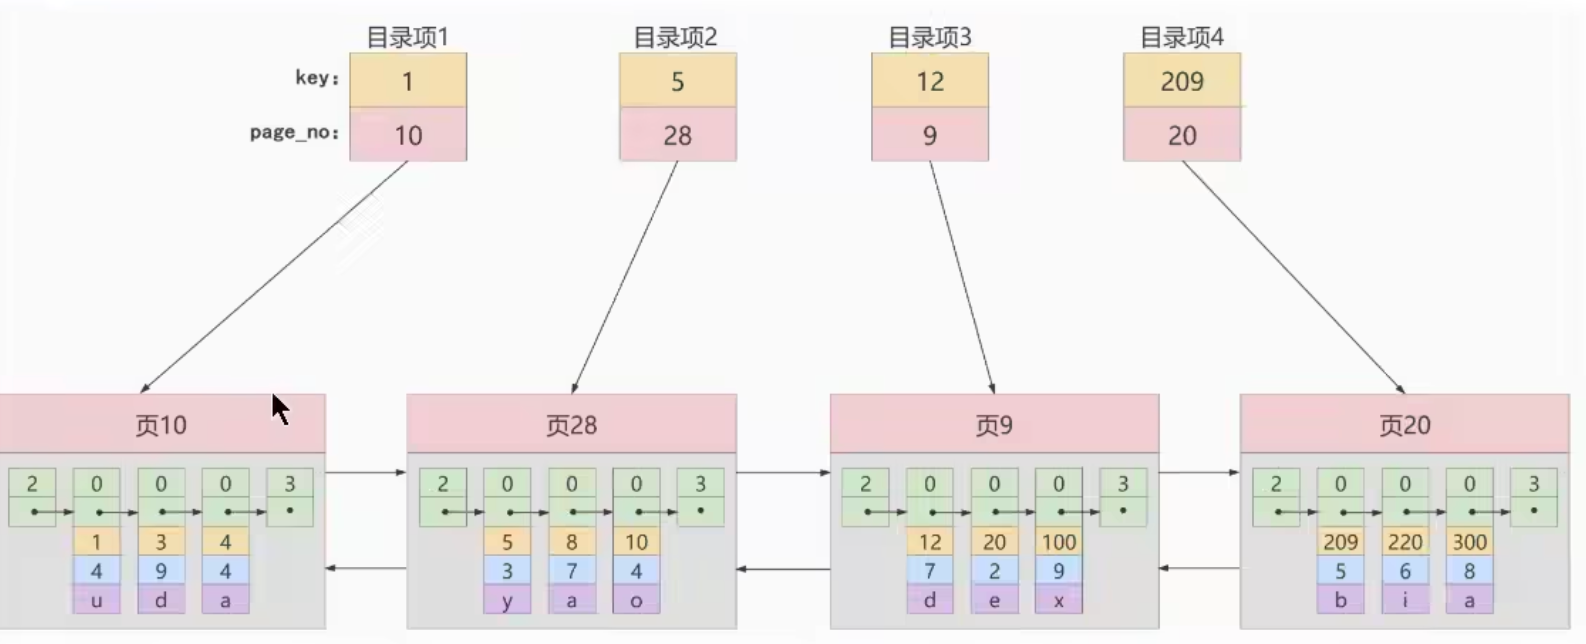 目录项1 目录项2 目录项3 目录项4
key: 1 5 12 209
page_no: 10 28 9 20
页10 页28 页9 页20
2 0 0 0 3 2 0 0 0 3 2 0 0 0 3 2 0 0 0 3
1 3 4 5 8 10 12 20 100 209 220 300
4 9 4 3 7 4 7 2 9 5 6 8
u d a y a o d e x b i a